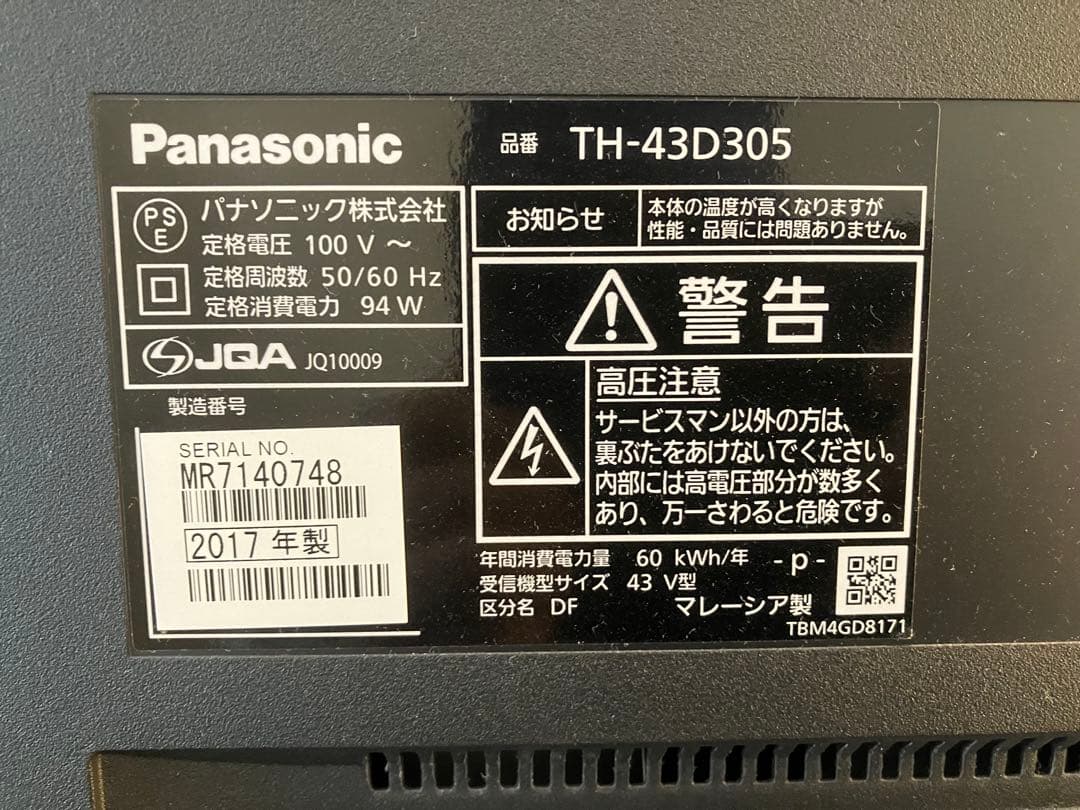 Panasonic
品番 TH-43D305
PSE パナソニック株式会社
定格電圧 100 V ～
定格周波数 50/60 Hz
定格消費電力 94 W
JQA JQ10009
製造番号
SERIAL NO.
MR7140748
2017 年製
お知らせ
本体の温度が高くなりますが
性能・品質には問題ありません。
警告
高圧注意
サービスマン以外の方は、
裏ぶたをあけないでください。
内部には高電圧部分が数多く
あり、万一さわると危険です。
年間消費電力量 60 kWh/年 -p-
受信機型サイズ 43 V型
区分名 DF マレーシア製
TBM4GD8171